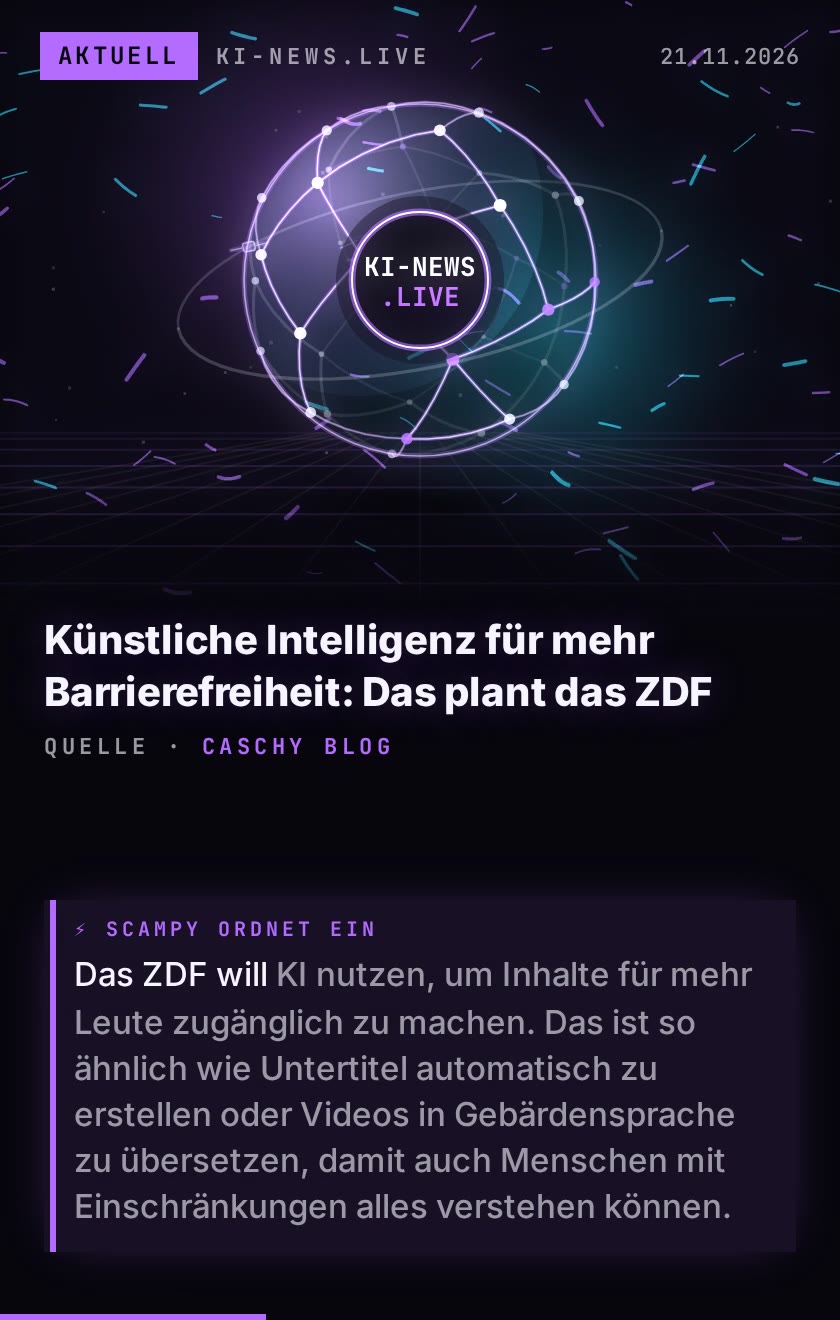 AKTUELL KI-NEWS.LIVE 21.11.2026
KI-NEWS
.LIVE
Künstliche Intelligenz für mehr
Barrierefreiheit: Das plant das ZDF
QUELLE · CASCHY BLOG
⚡ SCAMPY ORDNET EIN
Das ZDF will KI nutzen, um Inhalte für mehr
Leute zugänglich zu machen. Das ist so
ähnlich wie Untertitel automatisch zu
erstellen oder Videos in Gebärdensprache
zu übersetzen, damit auch Menschen mit
Einschränkungen alles verstehen können.